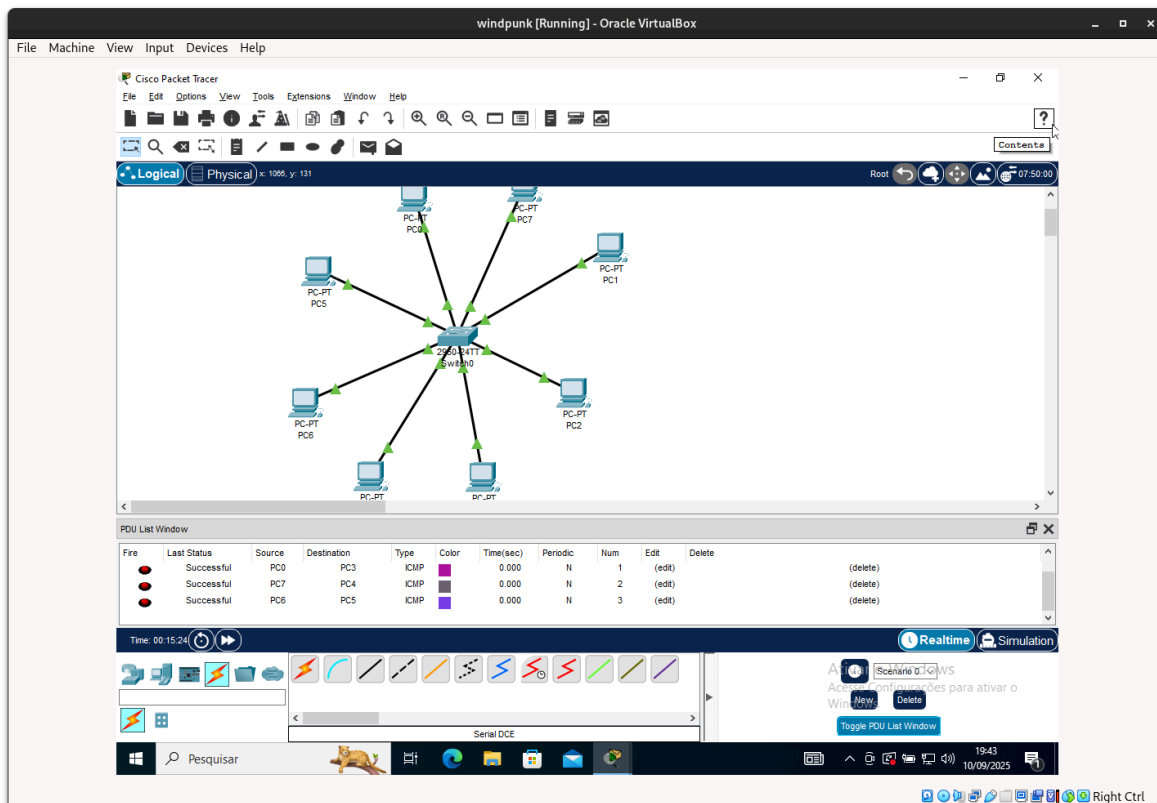 windpunk [Running] - Oracle VirtualBox
File Machine View Input Devices Help
Cisco Packet Tracer
File Edit Options View Tools Extensions Window Help
?
Contents
Logical Physical x: 1066, y: 131 Root 07:50:00
PC-PT
PC0
PC-PT
PC7
PC-PT
PC1
PC-PT
PC5
2950-24TT
Switch0
PC-PT
PC2
PC-PT
PC6
PC-PT
PC-PT
PDU List Window
Fire Last Status Source Destination Type Color Time(sec) Periodic Num Edit Delete
Successful PC0 PC3 ICMP 0.000 N 1 (edit) (delete)
Successful PC7 PC4 ICMP 0.000 N 2 (edit) (delete)
Successful PC6 PC5 ICMP 0.000 N 3 (edit) (delete)
Time: 00:15:24 Realtime Simulation
Scenario 0
Acesse Configurações para ativar o
New Delete
Toggle PDU List Window
Serial DCE
Pesquisar
19:43
10/09/2025
1
Right Ctrl